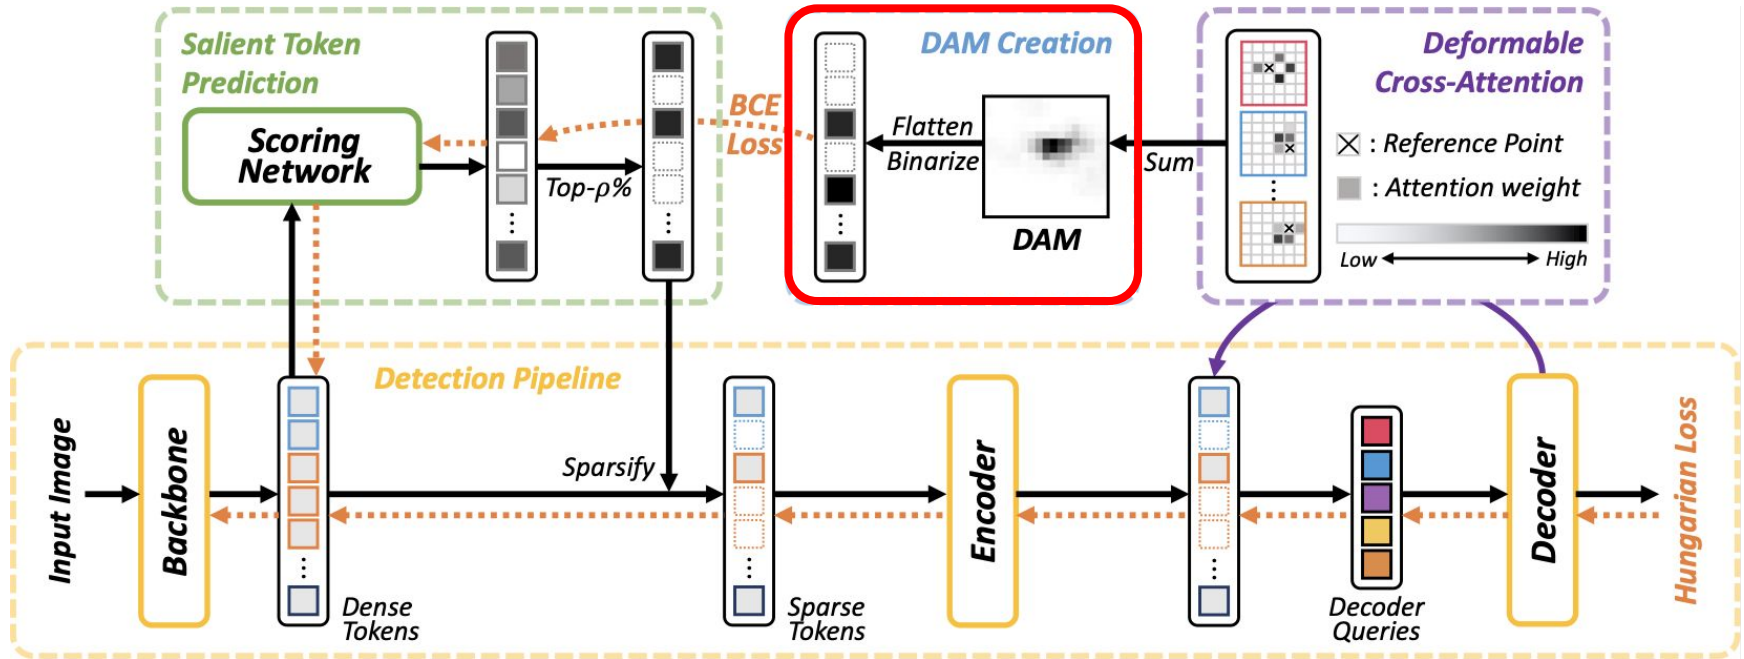 Salient Token
Prediction
Scoring
Network
Top-ρ%
BCE
Loss
DAM Creation
Flatten
Binarize
DAM
Sum
Deformable
Cross-Attention
: Reference Point
: Attention weight
Low
High
Detection Pipeline
Input Image
Backbone
Dense
Tokens
Sparsify
Sparse
Tokens
Encoder
Decoder
Queries
Decoder
Hungarian Loss